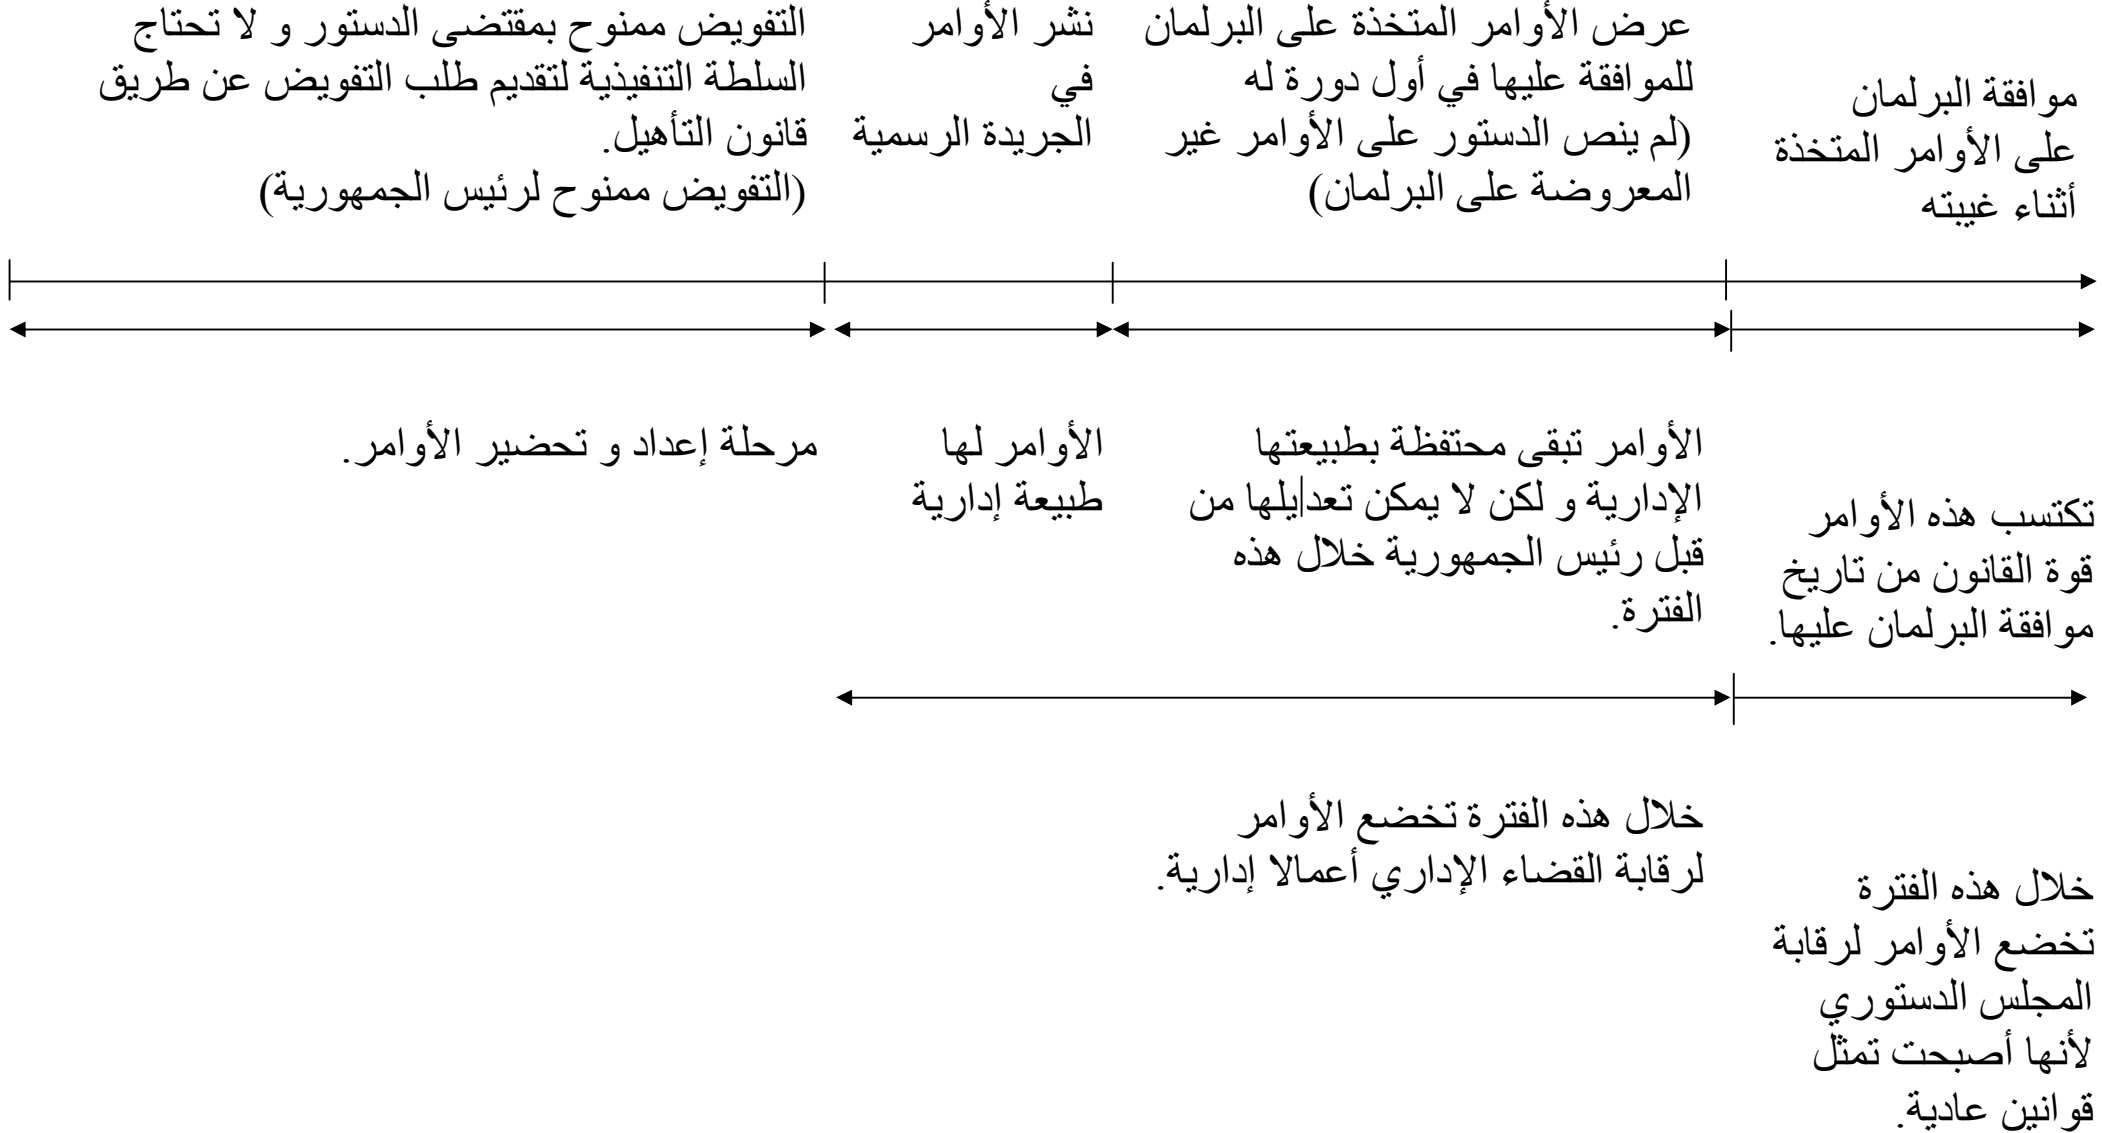 التفويض ممنوح بمقتضى الدستور و لا تحتاج
السلطة التنفيذية لتقديم طلب التفويض عن طريق
قانون التأهيل.
(التفويض ممنوح لرئيس الجمهورية)
نشر الأوامر
في
الجريدة الرسمية
عرض الأوامر المتخذة على البرلمان
للموافقة عليها في أول دورة له
(لم ينص الدستور على الأوامر غير
المعروضة على البرلمان)
موافقة البرلمان
على الأوامر المتخذة
أثناء غيبته
مرحلة إعداد و تحضير الأوامر.
الأوامر لها
طبيعة إدارية
الأوامر تبقى محتفظة بطبيعتها
الإدارية و لكن لا يمكن تعدايلها من
قبل رئيس الجمهورية خلال هذه
الفترة.
تكتسب هذه الأوامر
قوة القانون من تاريخ
موافقة البرلمان عليها.
خلال هذه الفترة تخضع الأوامر
لرقابة القضاء الإداري أعمالا إدارية.
خلال هذه الفترة
تخضع الأوامر لرقابة
المجلس الدستوري
لأنها أصبحت تمثل
قوانين عادية.